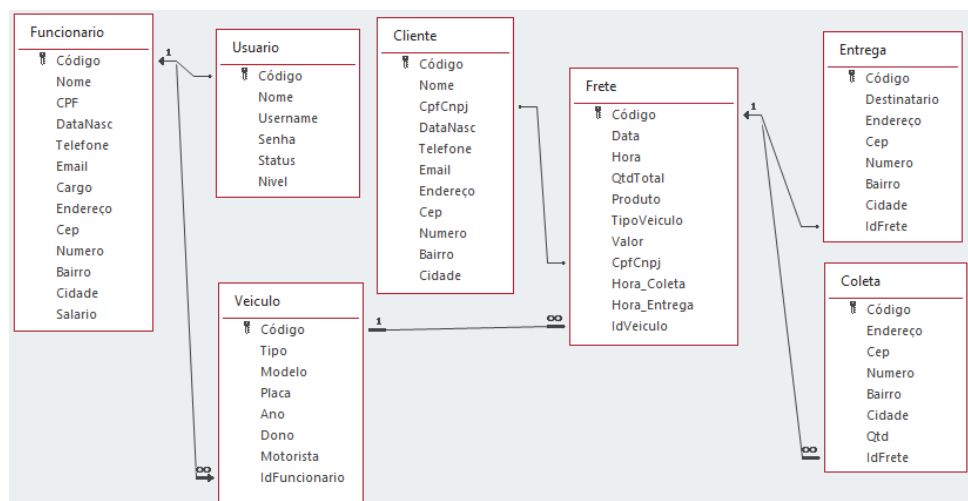 Funcionario
Código
Nome
CPF
DataNasc
Telefone
Email
Cargo
Endereço
Cep
Numero
Bairro
Cidade
Salario
1
∞
Usuario
Código
Nome
Username
Senha
Status
Nivel
Veiculo
Código
Tipo
Modelo
Placa
Ano
Dono
Motorista
IdFuncionario
1
∞
Cliente
Código
Nome
CpfCnpj
DataNasc
Telefone
Email
Endereço
Cep
Numero
Bairro
Cidade
Frete
Código
Data
Hora
QtdTotal
Produto
TipoVeiculo
Valor
CpfCnpj
Hora_Coleta
Hora_Entrega
IdVeiculo
1
∞
Entrega
Código
Destinatario
Endereço
Cep
Numero
Bairro
Cidade
IdFrete
Coleta
Código
Endereço
Cep
Numero
Bairro
Cidade
Qtd
IdFrete